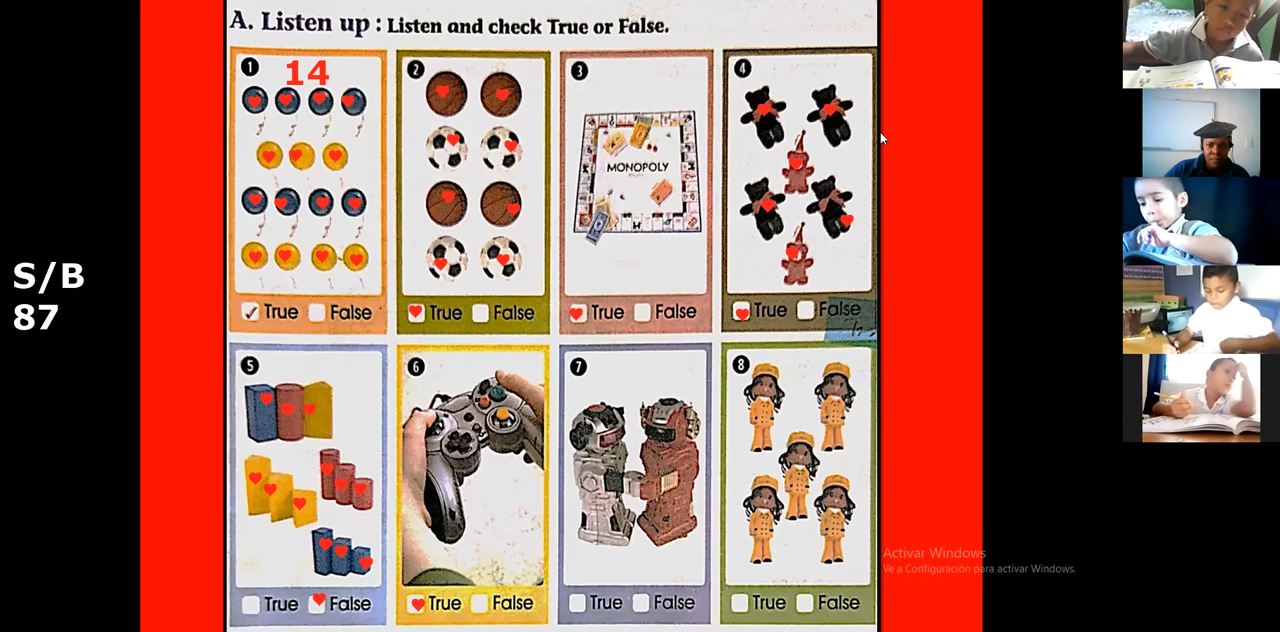 A. Listen up : Listen and check True or False.
1
14
2
3
4
MONOPOLY
True False
True False
True False
True False
S/B
87
5
6
7
8
True False
True False
True False
True False
Activar Windows
Ve a Configuración para activar Windows.